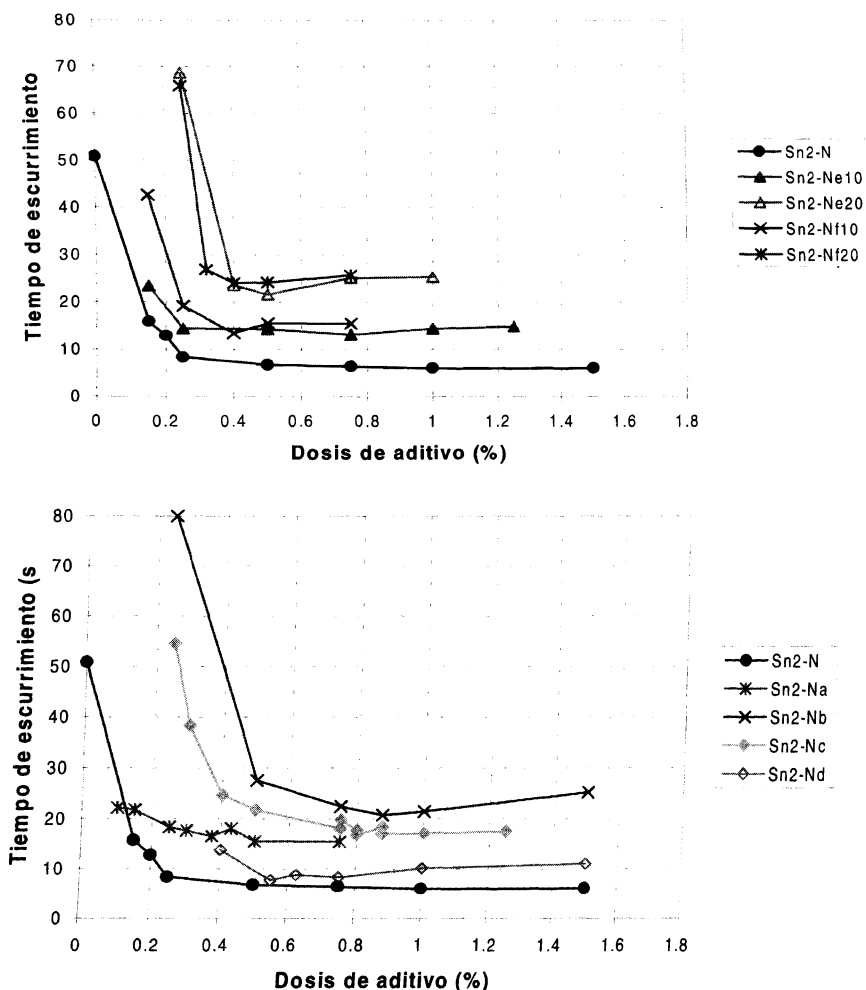 Tiempo de escurrimiento
80
70
60
50
40
30
20
10
0
0 0.2 0.4 0.6 0.8 1 1.2 1.4 1.6 1.8
Dosis de aditivo (%)
Sn2-N
Sn2-Ne10
Sn2-Ne20
Sn2-Nf10
Sn2-Nf20
Tiempo de escurrimiento (s
80
70
60
50
40
30
20
10
0
0 0.2 0.4 0.6 0.8 1 1.2 1.4 1.6 1.8
Dosis de aditivo (%)
Sn2-N
Sn2-Na
Sn2-Nb
Sn2-Nc
Sn2-Nd